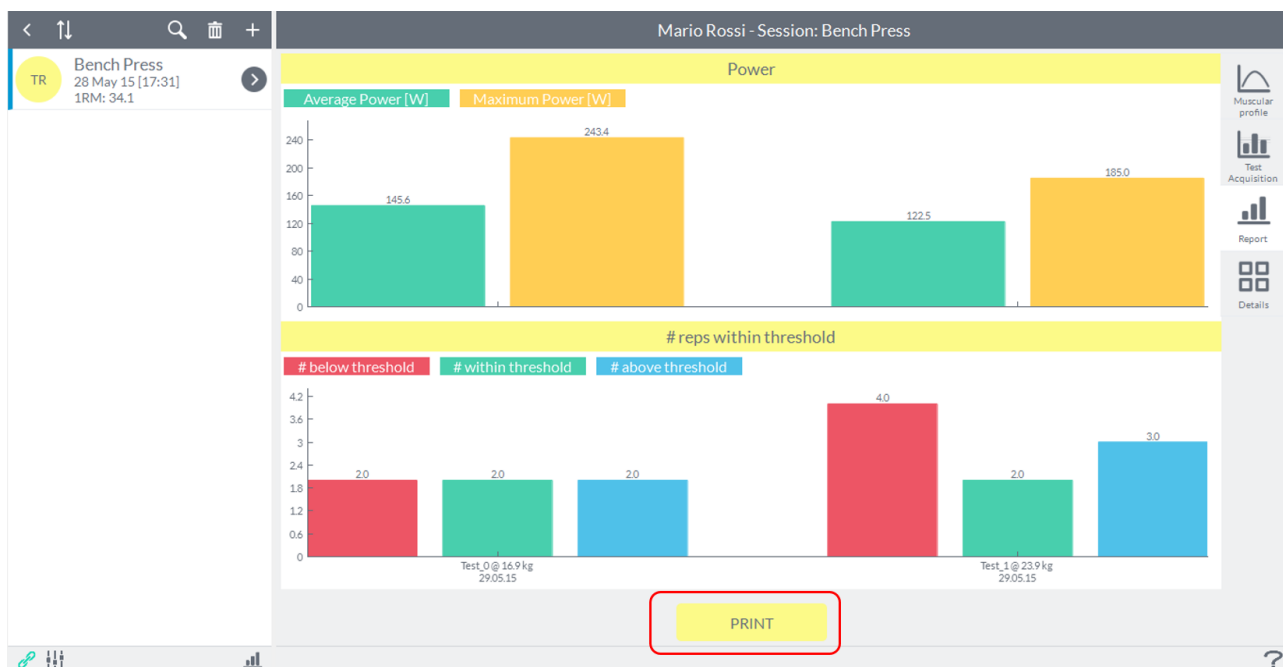 Mario Rossi - Session: Bench Press
TR
Bench Press
28 May 15 [17:31]
1RM: 34.1
Power
Average Power [W]
Maximum Power [W]
240
200
160
120
80
40
0
145.6
243.4
122.5
185.0
# reps within threshold
# below threshold
# within threshold
# above threshold
4.2
3.6
3
2.4
1.8
1.2
0.6
0
2.0
2.0
2.0
4.0
2.0
3.0
Test_0 @ 16.9 kg
29.05.15
Test_1 @ 23.9 kg
29.05.15
PRINT
Muscular
profile
Test
Acquisition
Report
Details
?